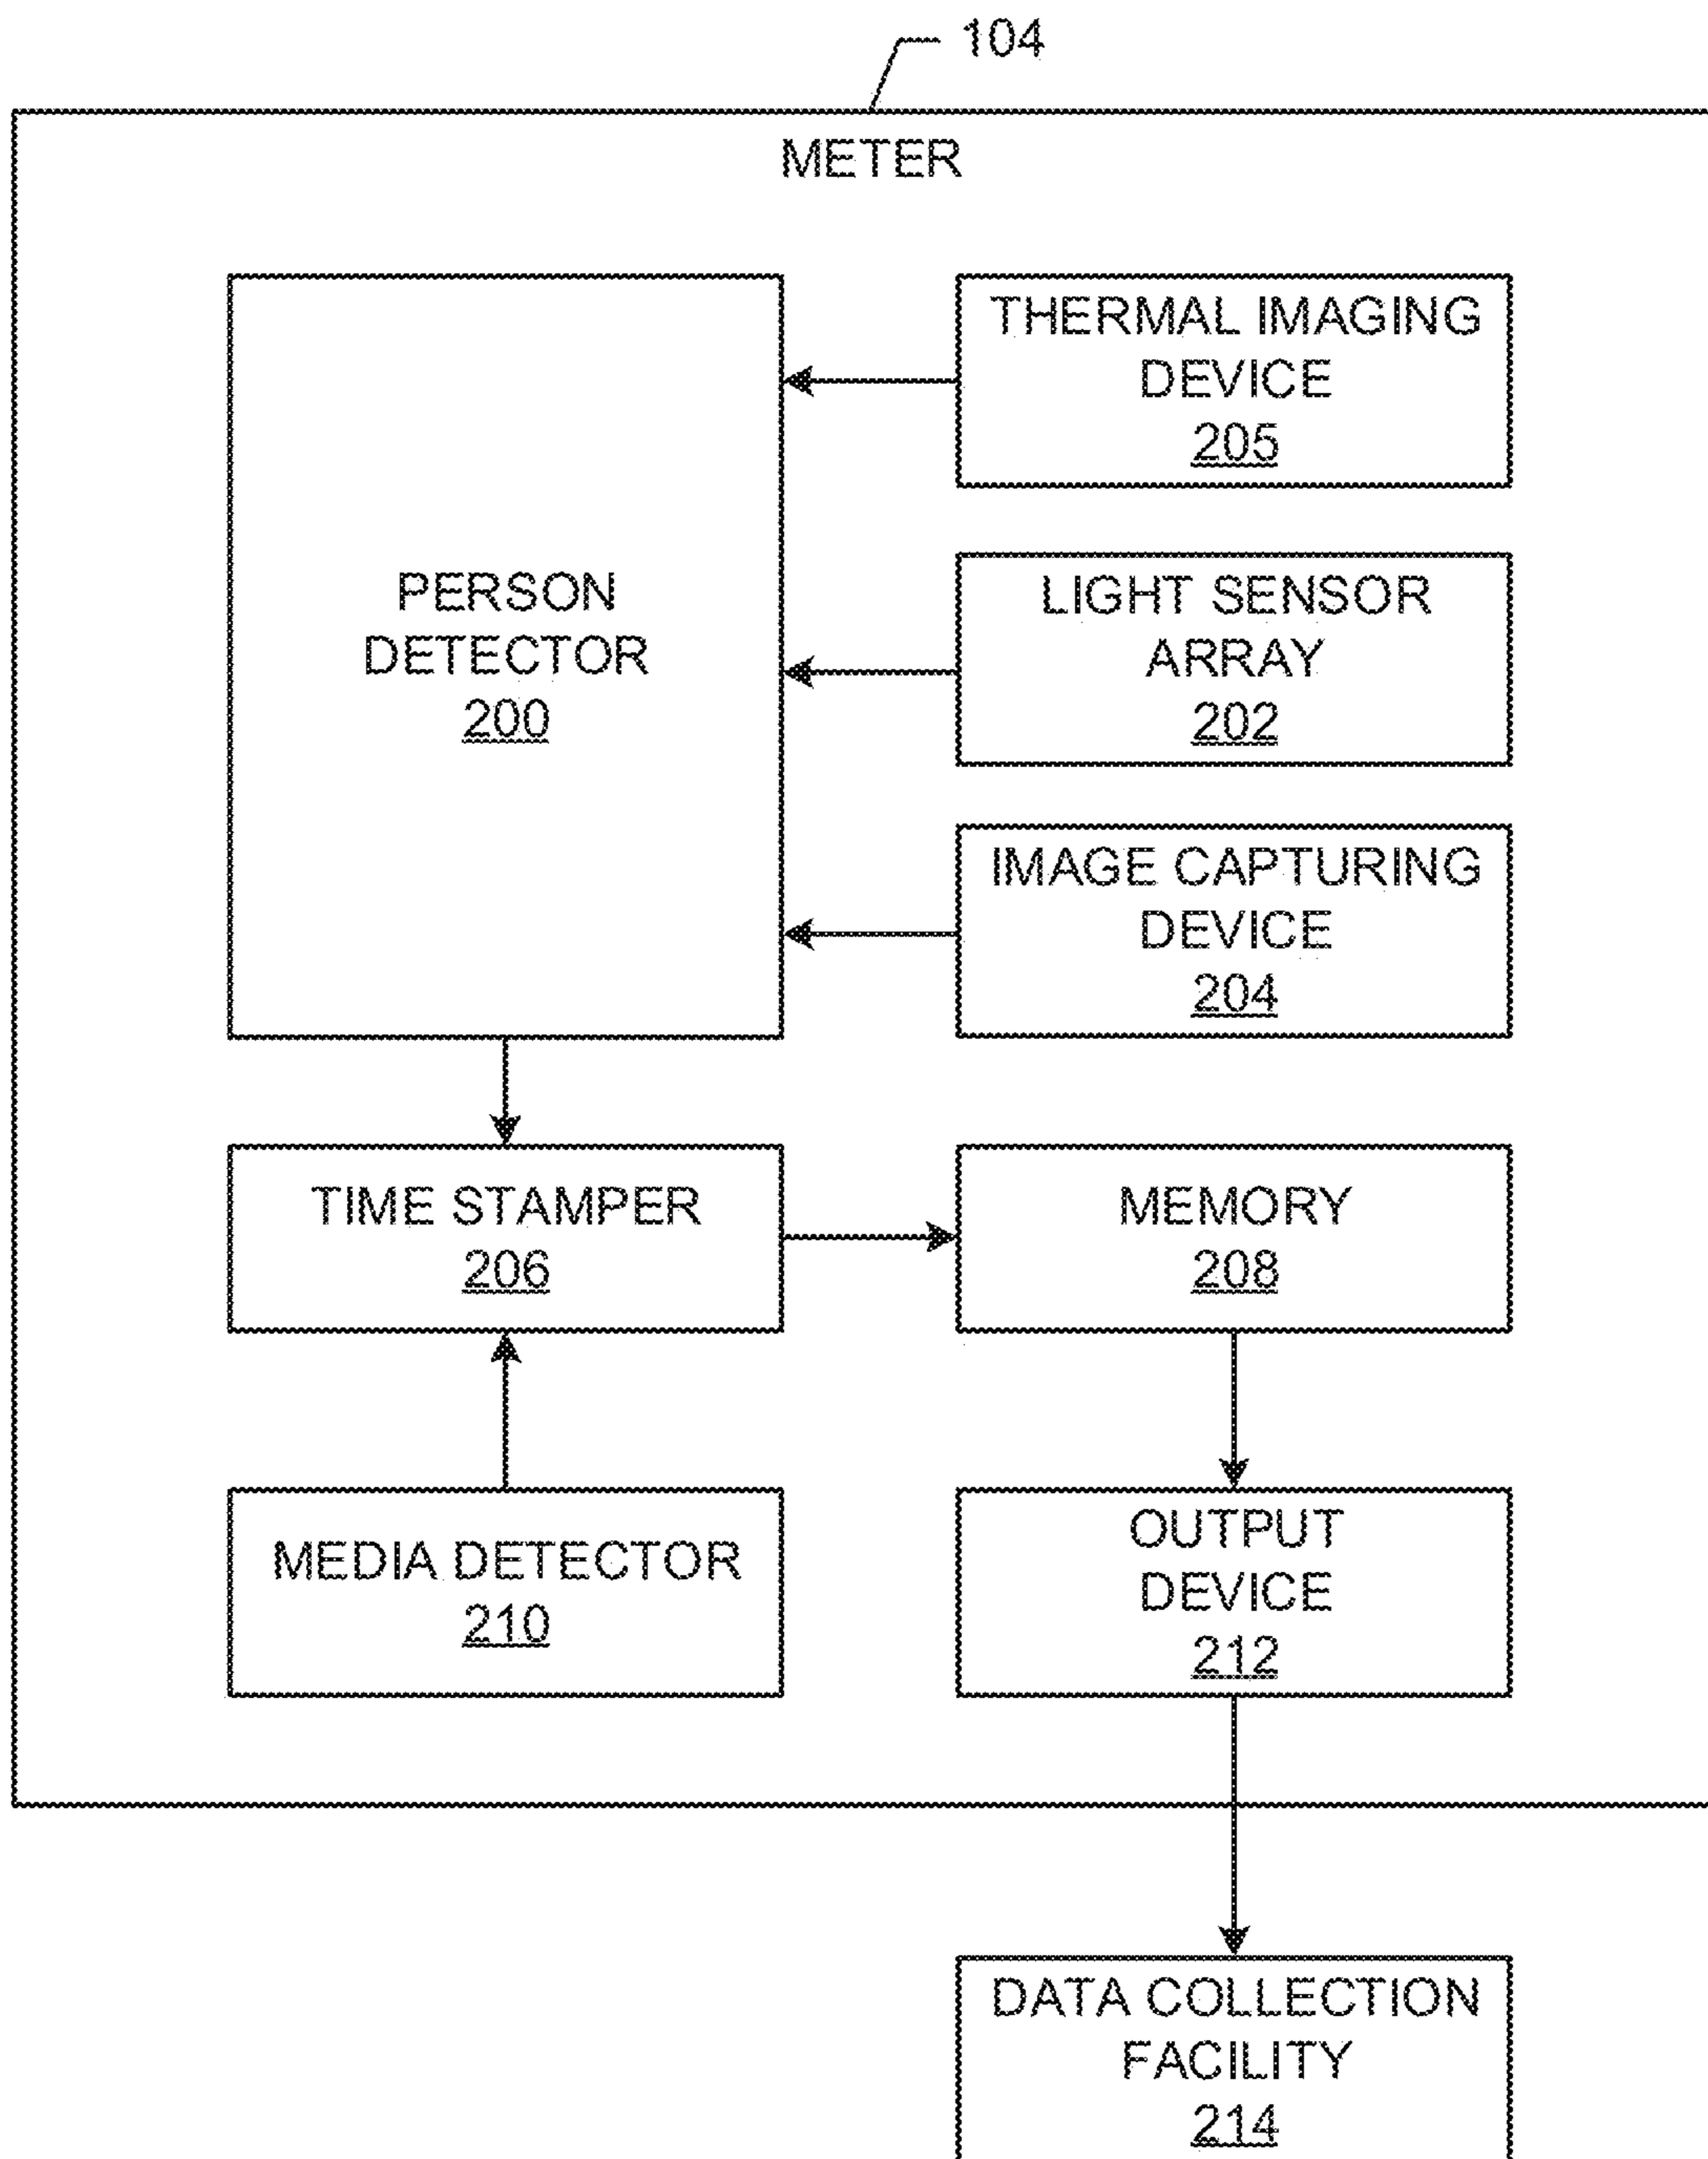 104
METER
PERSON
DETECTOR
200
THERMAL IMAGING
DEVICE
205
LIGHT SENSOR
ARRAY
202
IMAGE CAPTURING
DEVICE
204
TIME STAMPER
206
MEMORY
208
MEDIA DETECTOR
210
OUTPUT
DEVICE
212
DATA COLLECTION
FACILITY
214